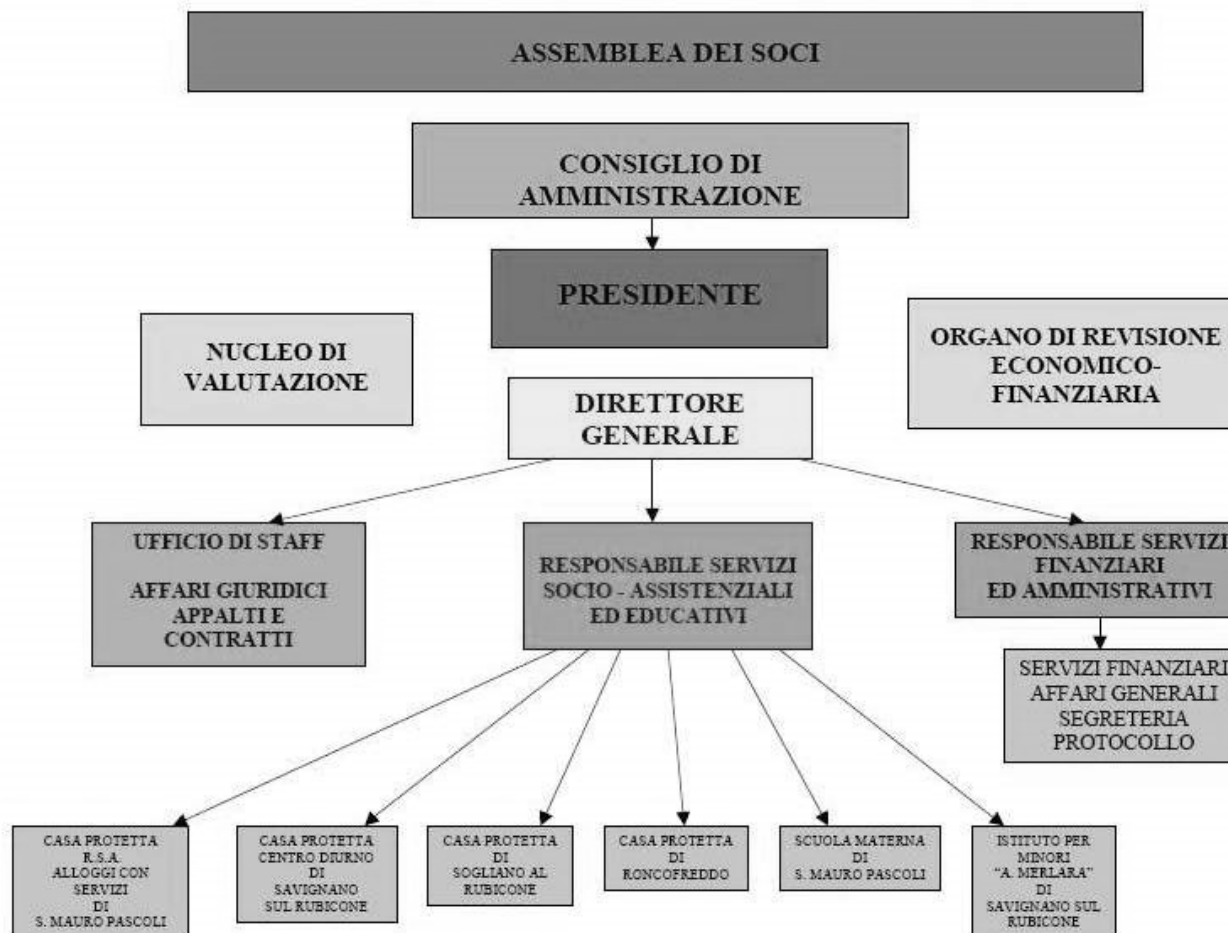 ASSEMBLEA DEI SOCI
CONSIGLIO DI
AMMINISTRAZIONE
PRESIDENTE
NUCLEO DI
VALUTAZIONE
ORGANO DI REVISIONE
ECONOMICO-
FINANZIARIA
DIRETTORE
GENERALE
UFFICIO DI STAFF
AFFARI GIURIDICI
APPALTI E
CONTRATTI
RESPONSABILE SERVIZI
SOCIO - ASSISTENZIALI
ED EDUCATIVI
RESPONSABILE SERVIZI
FINANZIARI
ED AMMINISTRATIVI
SERVIZI FINANZIARI
AFFARI GENERALI
SEGRETERIA
PROTOCOLLO
CASA PROTETTA
R.S.A.
ALLOGGI CON
SERVIZI
DI
S. MAURO PASCOLI
CASA PROTETTA
CENTRO DIURNO
DI
SAVIGNANO
SUL RUBICONE
CASA PROTETTA
DI
SOGLIANO AL
RUBICONE
CASA PROTETTA
DI
RONCOFREDDO
SCUOLA MATERNA
DI
S. MAURO PASCOLI
ISTITUTO PER
MINORI
“A. MERLARA”
DI
SAVIGNANO SUL
RUBICONE